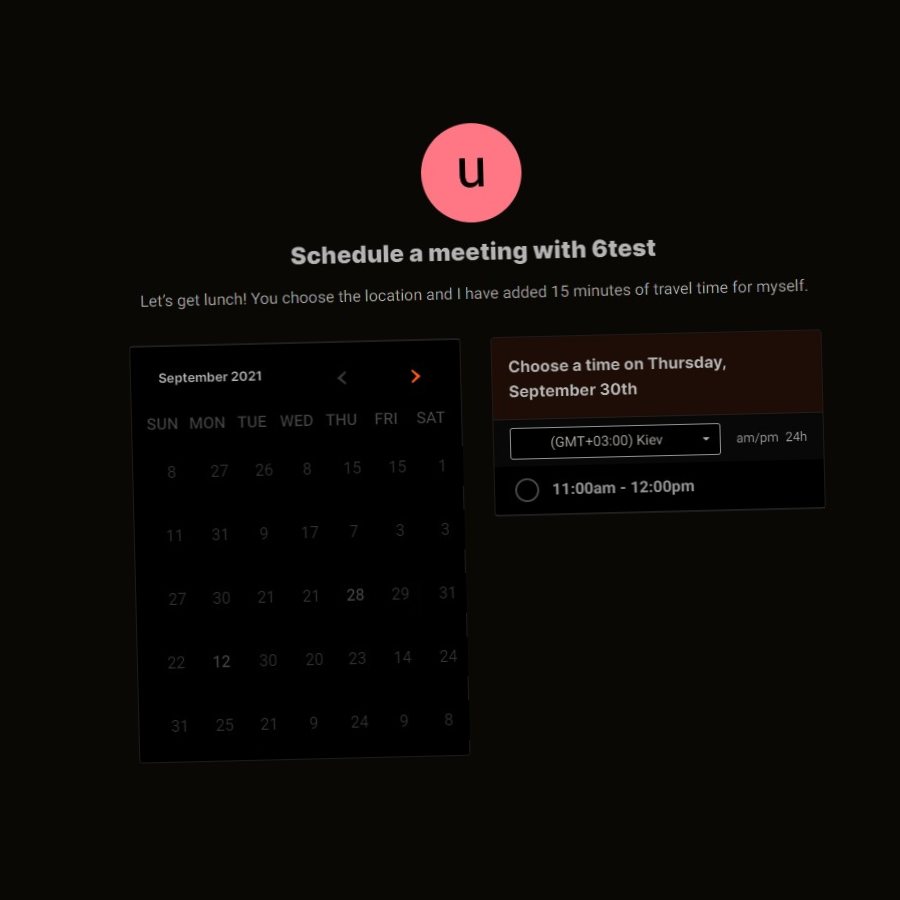 u
Schedule a meeting with 6test
Let's get lunch! You choose the location and I have added 15 minutes of travel time for myself.
September 2021
SUN MON TUE WED THU FRI SAT
8 27 26 8 15 15 1
11 31 9 17 7 3 3
27 30 21 21 28 29 31
22 12 30 20 23 14 24
31 25 21 9 24 9 8
Choose a time on Thursday,
September 30th
(GMT+03:00) Kiev am/pm 24h
11:00am - 12:00pm